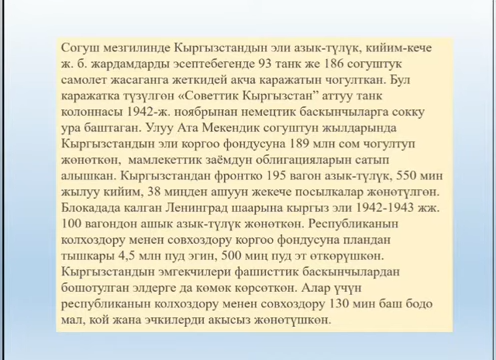 Согуш мезгилинде Кыргызстандын эли азык-түлүк, кийим-кече
ж. б. жардамдарды эсептебегенде 93 танк же 186 согуштук
самолет жасаганга жеткидей акча каражатын чогулткан. Бул
каражатка түзүлгөн «Советтик Кыргызстан” аттуу танк
колоннасы 1942-ж. ноябрынан немецтик баскынчыларга сокку
ура баштаган. Улуу Ата Мекендик согуштун жылдарында
Кыргызстандын эли коргоо фондусуна 189 млн сом чогултуп
жөнөткөн, мамлекеттик заёмдун облигацияларын сатып
алышкан. Кыргызстандан фронтко 195 вагон азык-түлүк, 550 мин
жылуу кийим, 38 миңден ашуун жекече посылкалар жөнөтүлгөн.
Блокадада калган Ленинград шаарына кыргыз эли 1942-1943 жж.
100 вагондон ашык азык-түлүк жөнөткөн. Республиканын
колхоздору менен совхоздору коргоо фондусуна пландан
тышкары 4,5 млн пуд эгин, 500 миң пуд эт өткөрүшкөн.
Кыргызстандын эмгекчилери фашисттик баскынчылардан
бошотулган элдерге да көмөк көрсөткөн. Алар үчүн
республиканын колхоздору менен совхоздору 130 мин баш бодо
мал, кой жана эчкилерди акысыз жөнөтүшкөн.